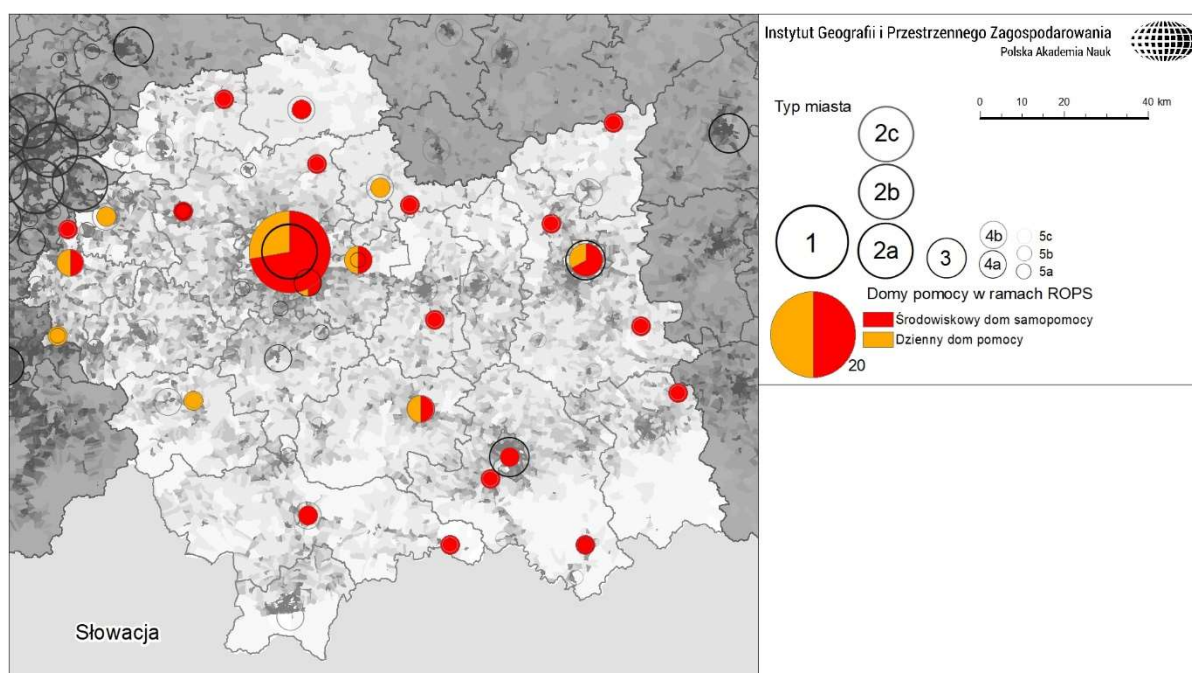 Instytut Geografii i Przestrzennego Zagospodarowania
Polska Akademia Nauk
Typ miasta
0 10 20 40 km
2c
2b
1
2a
3
4b
4a
5c
5b
5a
Domy pomocy w ramach ROPS
Środowiskowy dom samopomocy
Dzienny dom pomocy
20
Słowacja